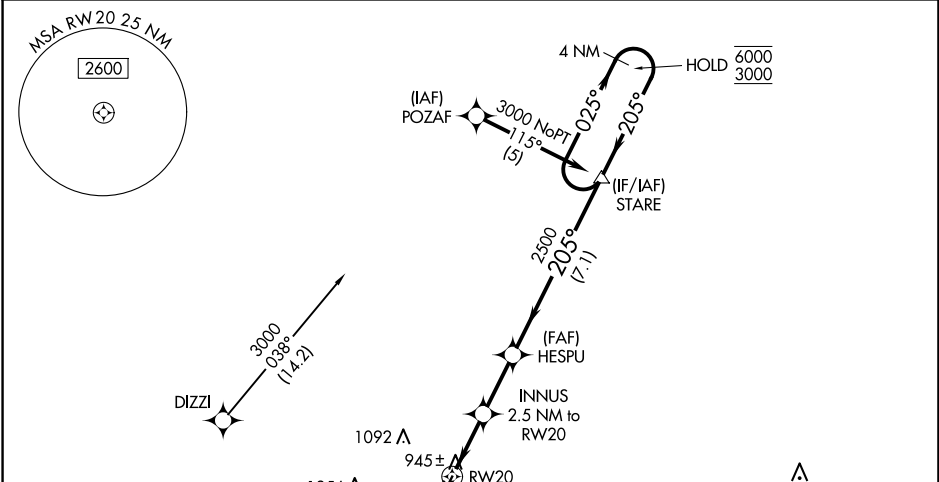 MSA RW20 25 NM
2600
4 NM
HOLD
6000
3000
(IAF)
POZAF
3000 NoPT
115°
(5)
025°
205°
(IF/IAF)
STARE
2500
205°
(7.1)
3000
038°
(14.2)
DIZZI
(FAF)
HESPU
INNUS
2.5 NM to
RW20
1092
945±
RW20